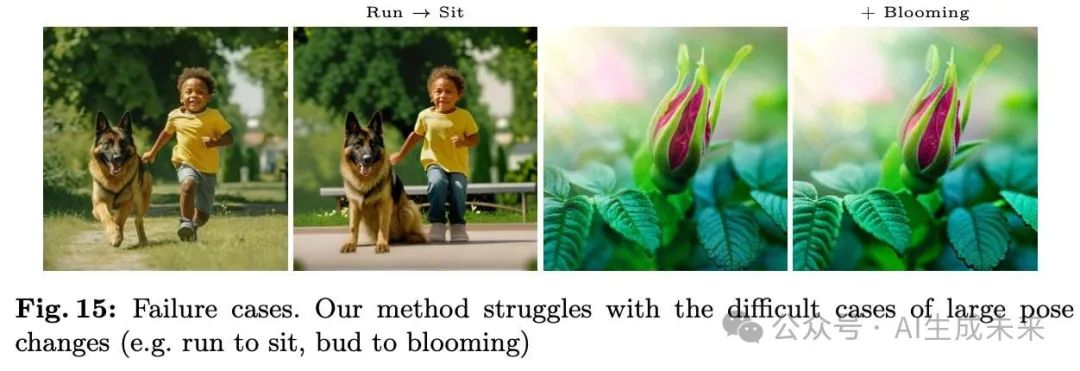 Run → Sit
+ Blooming
Fig. 15: Failure cases. Our method struggles with the difficult cases of large pose
changes (e.g. run to sit, bud to blooming)
公众号 · AI生成未来